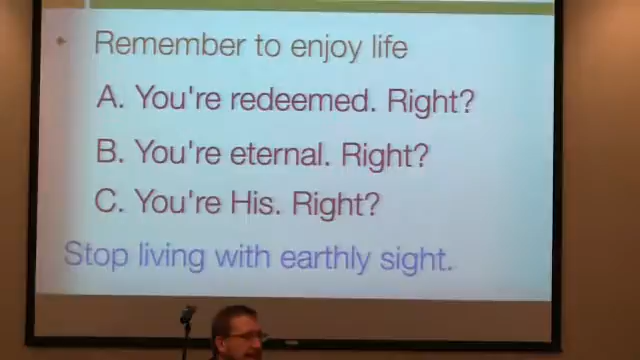 Remember to enjoy life
A. You're redeemed. Right?
B. You're eternal. Right?
C. You're His. Right?
Stop living with earthly sight.